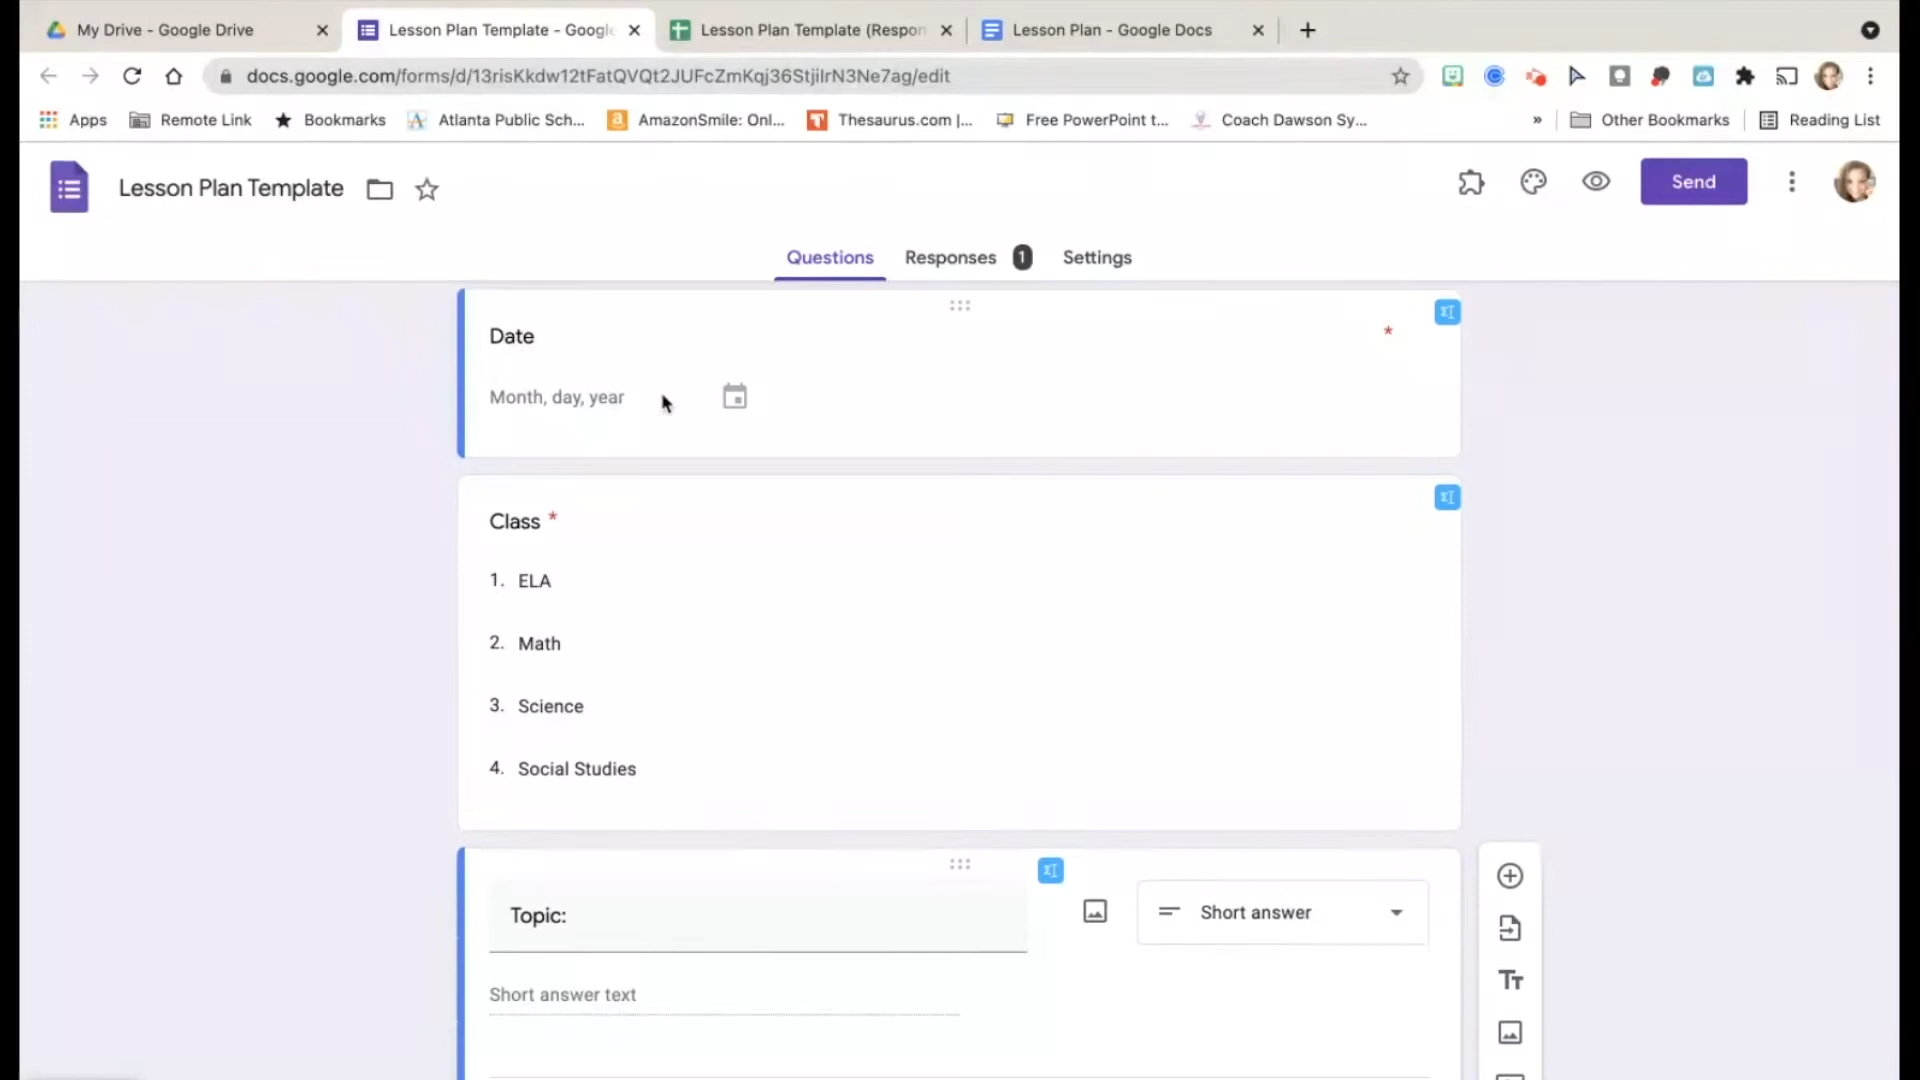 My Drive - Google Drive
Lesson Plan Template - Google
Lesson Plan Template (Respon
Lesson Plan - Google Docs
docs.google.com/forms/d/13risKkdw12tFatQVQt2JUFcZmKqj36StjiIrN3Ne7ag/edit
Apps
Remote Link
Bookmarks
Atlanta Public Sch...
AmazonSmile: Onl...
Thesaurus.com |...
Free PowerPoint t...
Coach Dawson Sy...
»
Other Bookmarks
Reading List
Lesson Plan Template
Send
Questions
Responses 1
Settings
Date *
Month, day, year
Class *
1. ELA
2. Math
3. Science
4. Social Studies
Topic:
Short answer
Short answer text